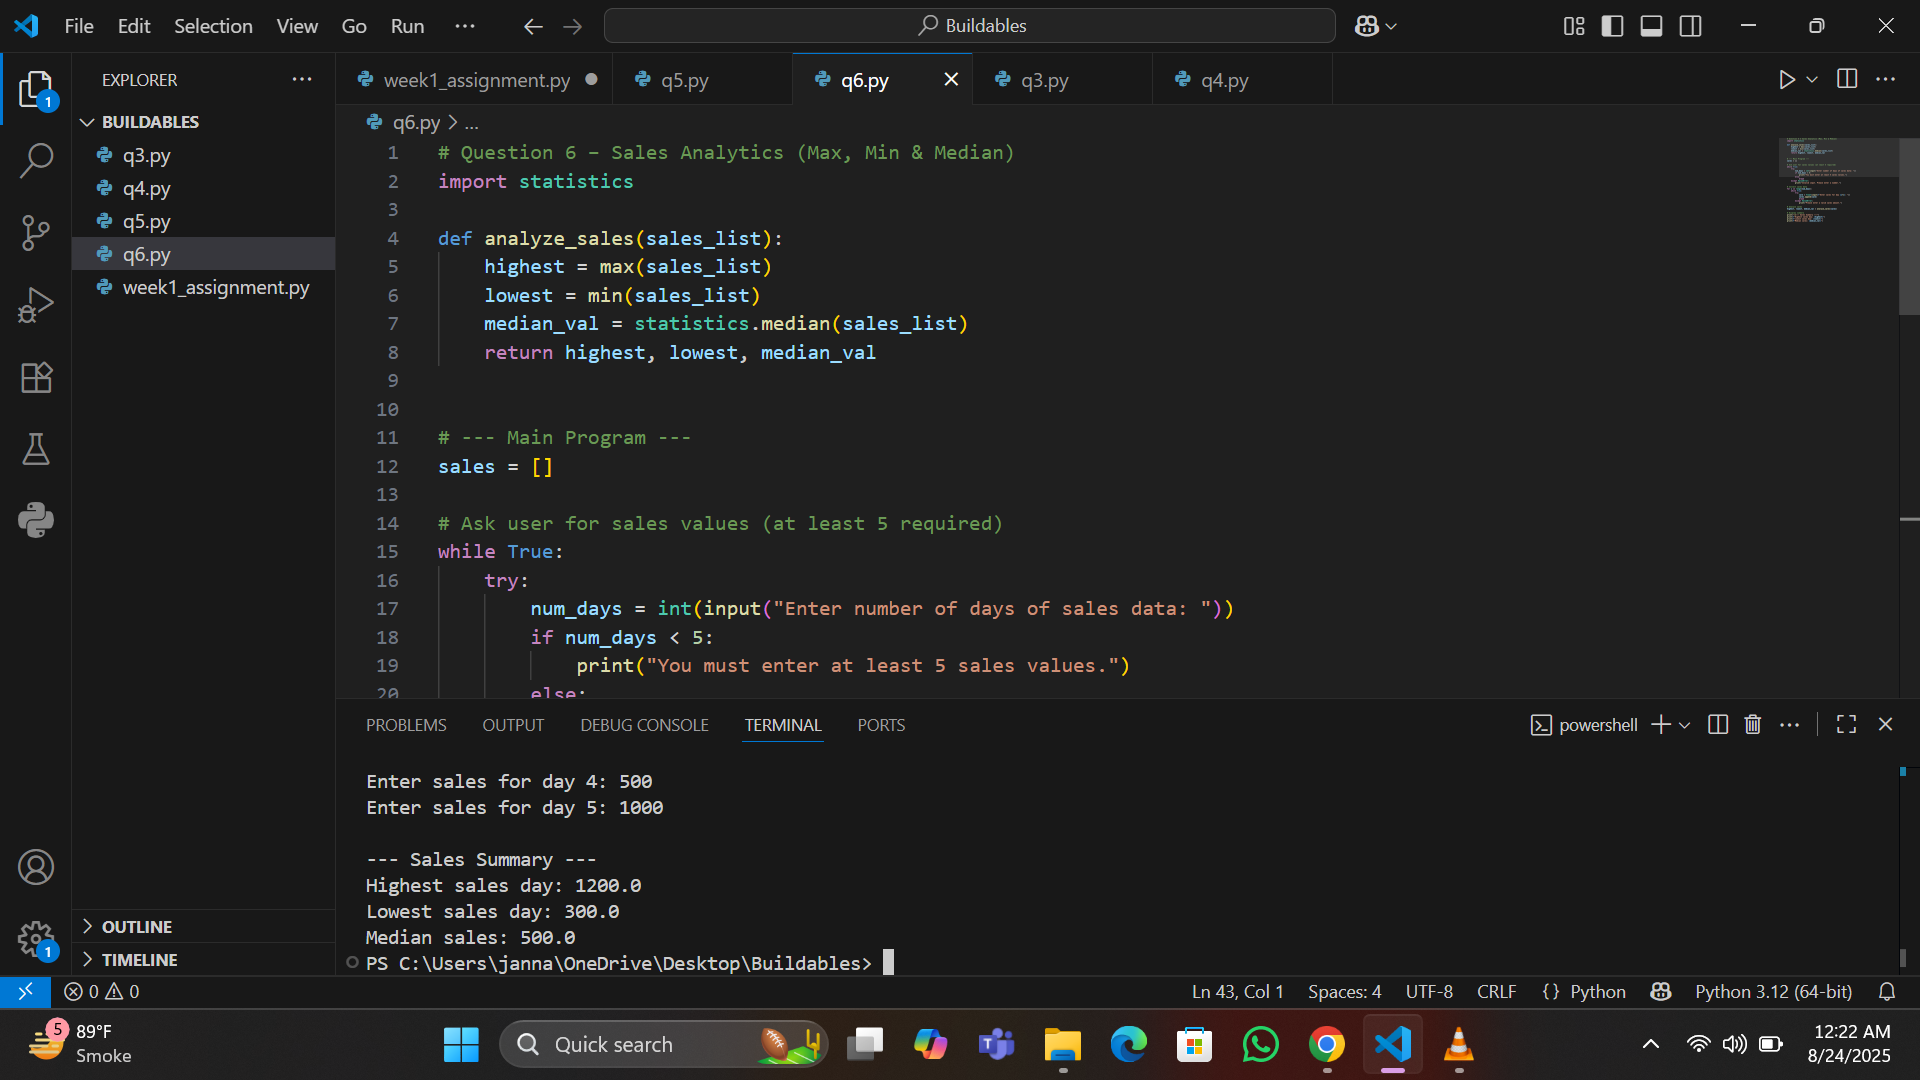 File Edit Selection View Go Run ...
Buildables
EXPLORER
week1_assignment.py
q5.py
q6.py
q3.py
q4.py
BUILDABLES
q3.py
q4.py
q5.py
q6.py
week1_assignment.py
q6.py > ...
1 # Question 6 – Sales Analytics (Max, Min & Median)
2 import statistics
3
4 def analyze_sales(sales_list):
5 highest = max(sales_list)
6 lowest = min(sales_list)
7 median_val = statistics.median(sales_list)
8 return highest, lowest, median_val
9
10
11 # --- Main Program ---
12 sales = []
13
14 # Ask user for sales values (at least 5 required)
15 while True:
16 try:
17 num_days = int(input("Enter number of days of sales data: "))
18 if num_days < 5:
19 print("You must enter at least 5 sales values.")
20 else:
PROBLEMS OUTPUT DEBUG CONSOLE TERMINAL PORTS
powershell
Enter sales for day 4: 500
Enter sales for day 5: 1000
--- Sales Summary ---
Highest sales day: 1200.0
Lowest sales day: 300.0
Median sales: 500.0
PS C:\Users\janna\OneDrive\Desktop\Buildables>
1
1
OUTLINE
TIMELINE
0 0
Ln 43, Col 1 Spaces: 4 UTF-8 CRLF {} Python Python 3.12 (64-bit)
5
89°F
Smoke
Quick search
12:22 AM
8/24/2025